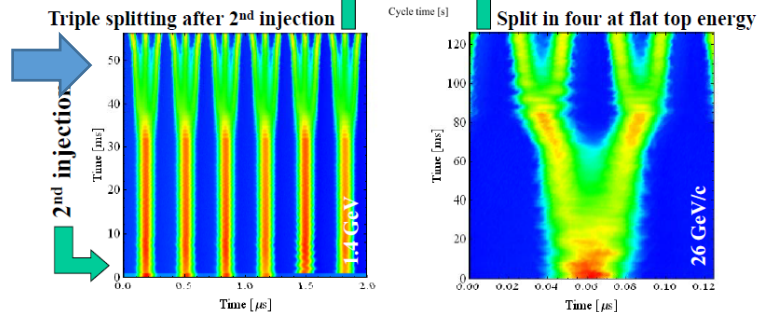 Triple splitting after 2nd injection
Cycle time [s]
Split in four at flat top energy
2nd injection
Time [ms]
50
40
30
20
10
0
1.4 GeV
0.0 0.5 1.0 1.5 2.0
Time [μs]
Time [ms]
120
100
80
60
40
20
0
26 GeV/c
0.00 0.02 0.04 0.06 0.08 0.10 0.12
Time [μs]